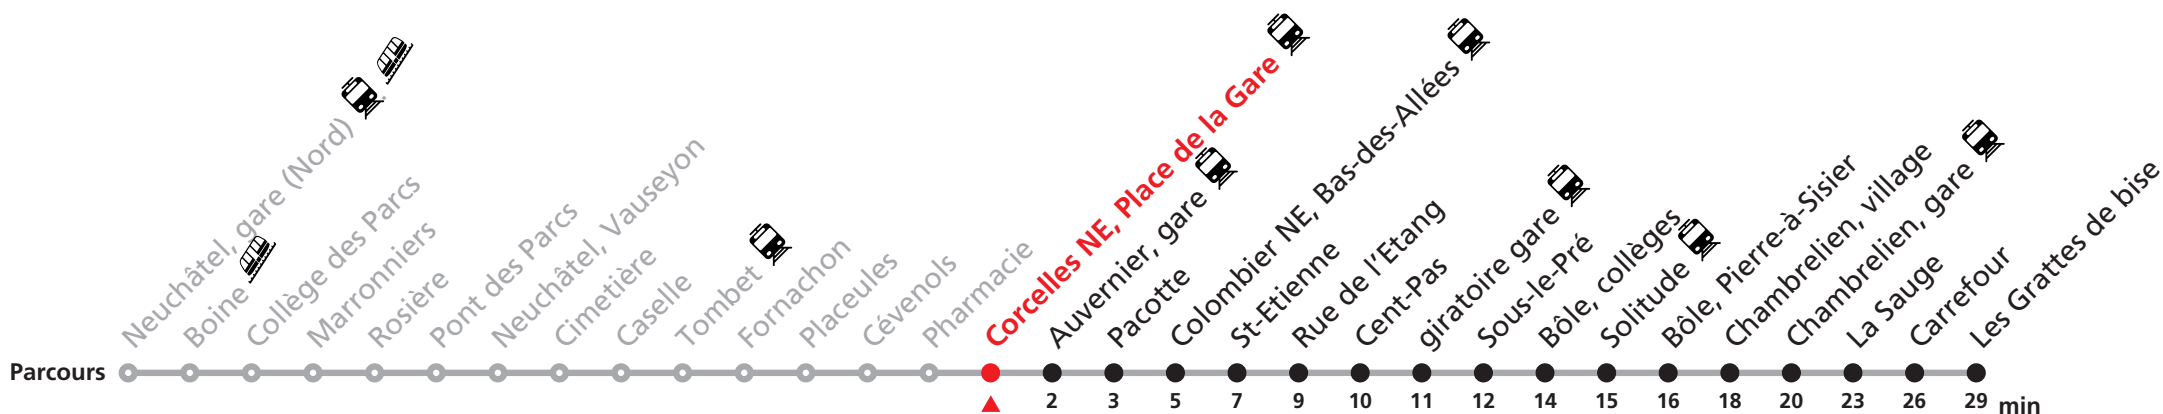 Neuchâtel, gare (Nord)
Boine
Collège des Parcs
Marronniers
Rosière
Pont des Parcs
Neuchâtel, Vauseyon
Cimetière
Caselle
Tombet
Fornachon
Placeules
Cévenols
Pharmacie
Corcelles NE, Place de la Gare
Auvernier, gare
Pacotte
Colombier NE, Bas-des-Allées
St-Etienne
Rue de l'Etang
Cent-Pas
giratoire gare
Sous-le-Pré
Bôle, collèges
Solitude
Bôle, Pierre-à-Sisier
Chambrelien, village
Chambrelien, gare
La Sauge
Carrefour
Les Grattes de bise
Parcours
2 3 5 7 9 10 11 12 14 15 16 18 20 23 26 29 min